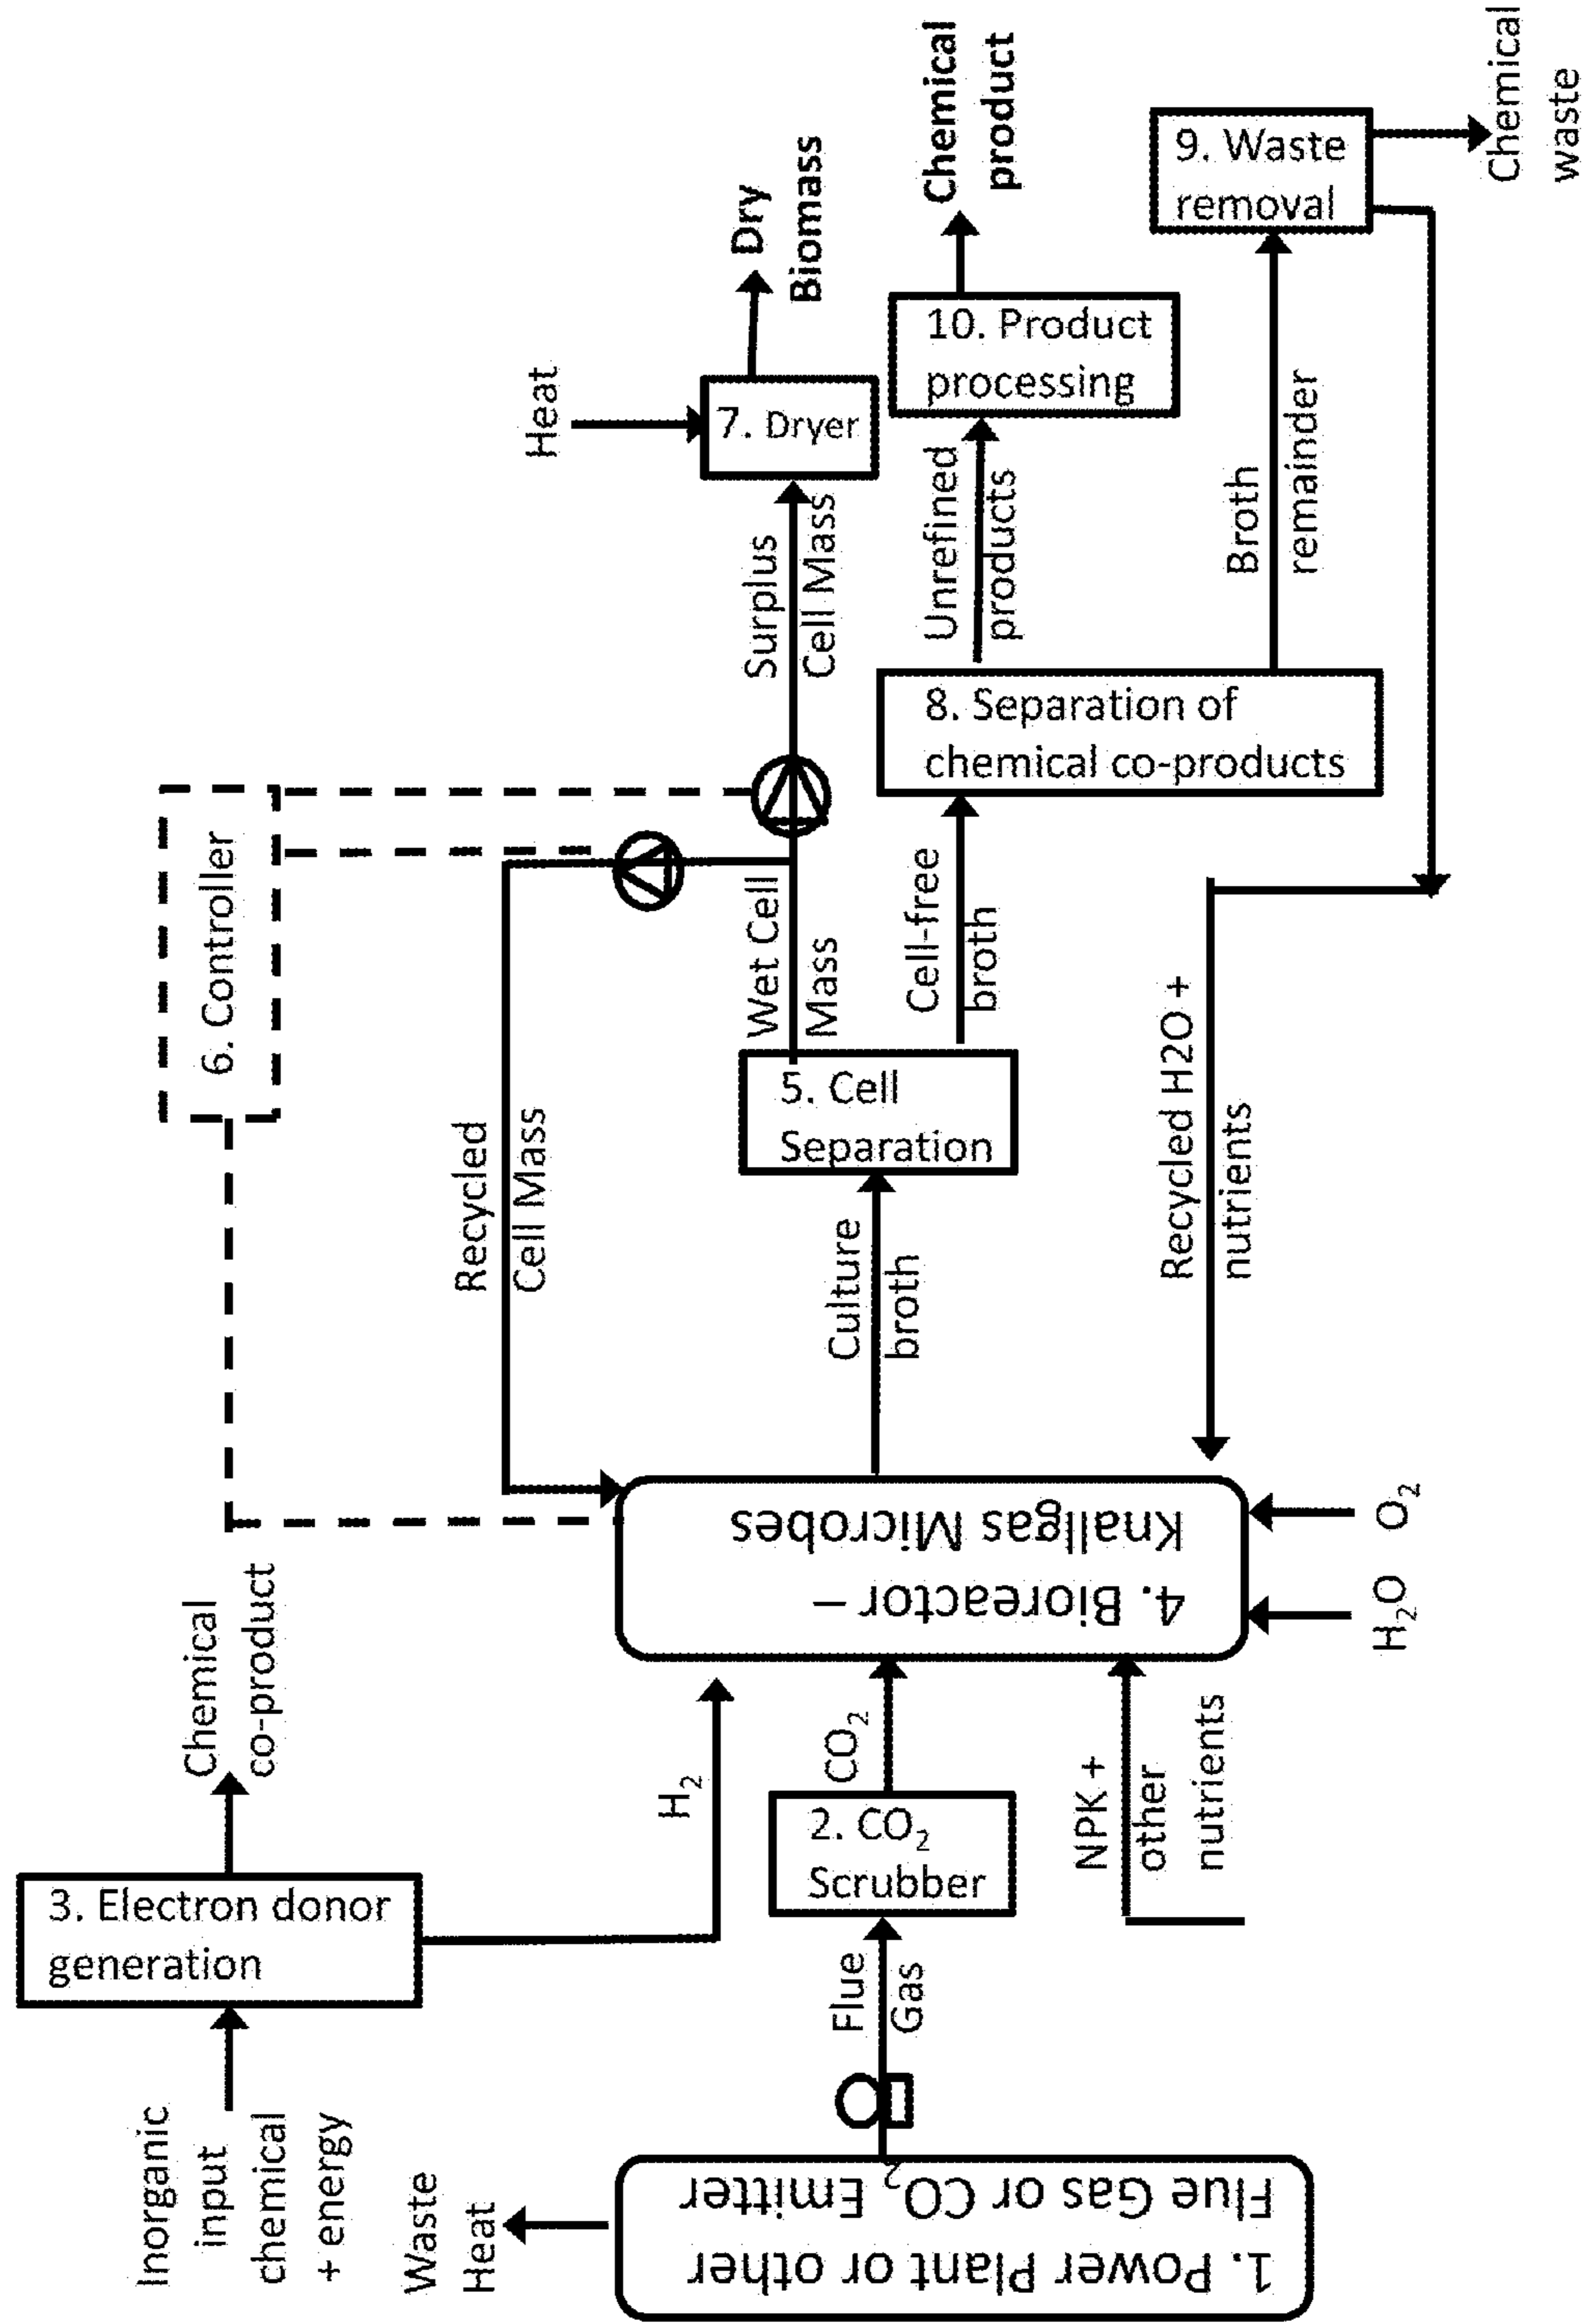 Inorganic
input
chemical
+ energy
3. Electron donor
generation
Chemical
co-product
6. Controller
Waste
Heat
1. Power Plant or other
Flue Gas or CO₂ Emitter
Flue
Gas
2. CO₂
Scrubber
CO₂
H₂
NPK +
other
nutrients
4. Bioreactor –
Knallgas Microbes
H₂O
O₂
Recycled
Cell Mass
Culture
broth
5. Cell
Separation
Wet Cell
Mass
Surplus
Cell Mass
Heat
7. Dryer
Dry
Biomass
Cell-free
broth
8. Separation of
chemical co-products
Unrefined
products
10. Product
processing
Chemical
product
Broth
remainder
9. Waste
removal
Chemical
waste
Recycled H2O +
nutrients